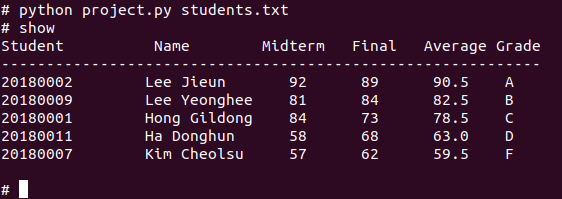 # python project.py students.txt
# show
Student Name Midterm Final Average Grade
------------------------------------------------------------
20180002 Lee Jieun 92 89 90.5 A
20180009 Lee Yeonghee 81 84 82.5 B
20180001 Hong Gildong 84 73 78.5 C
20180011 Ha Donghun 58 68 63.0 D
20180007 Kim Cheolsu 57 62 59.5 F
#